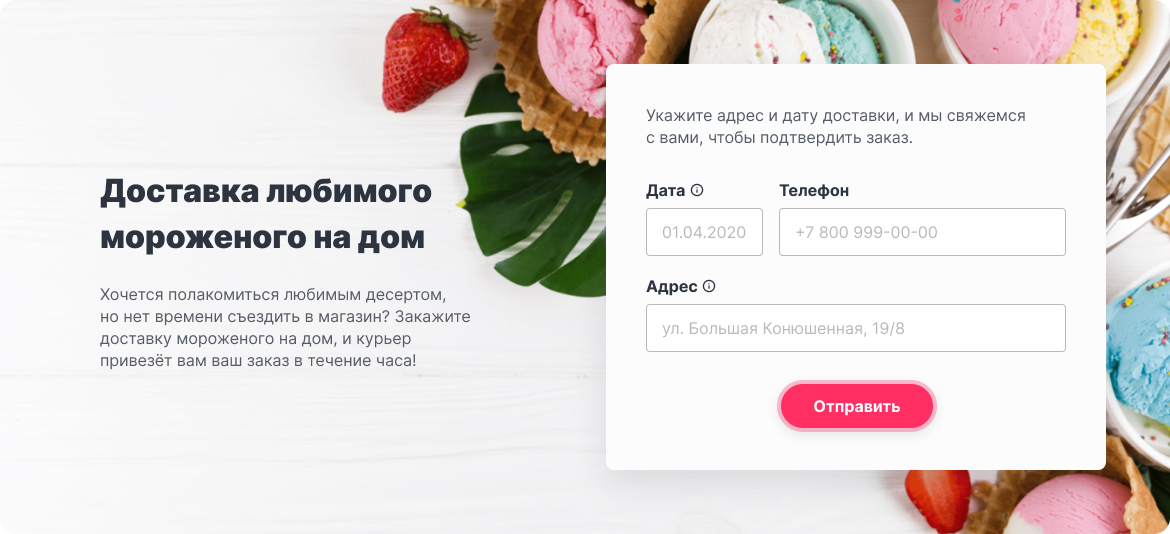 Доставка любимого
мороженого на дом
Хочется полакомиться любимым десертом,
но нет времени съездить в магазин? Закажите
доставку мороженого на дом, и курьер
привезёт вам ваш заказ в течение часа!
Укажите адрес и дату доставки, и мы свяжемся
с вами, чтобы подтвердить заказ.
Дата
Телефон
01.04.2020
+7 800 999-00-00
Адрес
ул. Большая Конюшенная, 19/8
Отправить